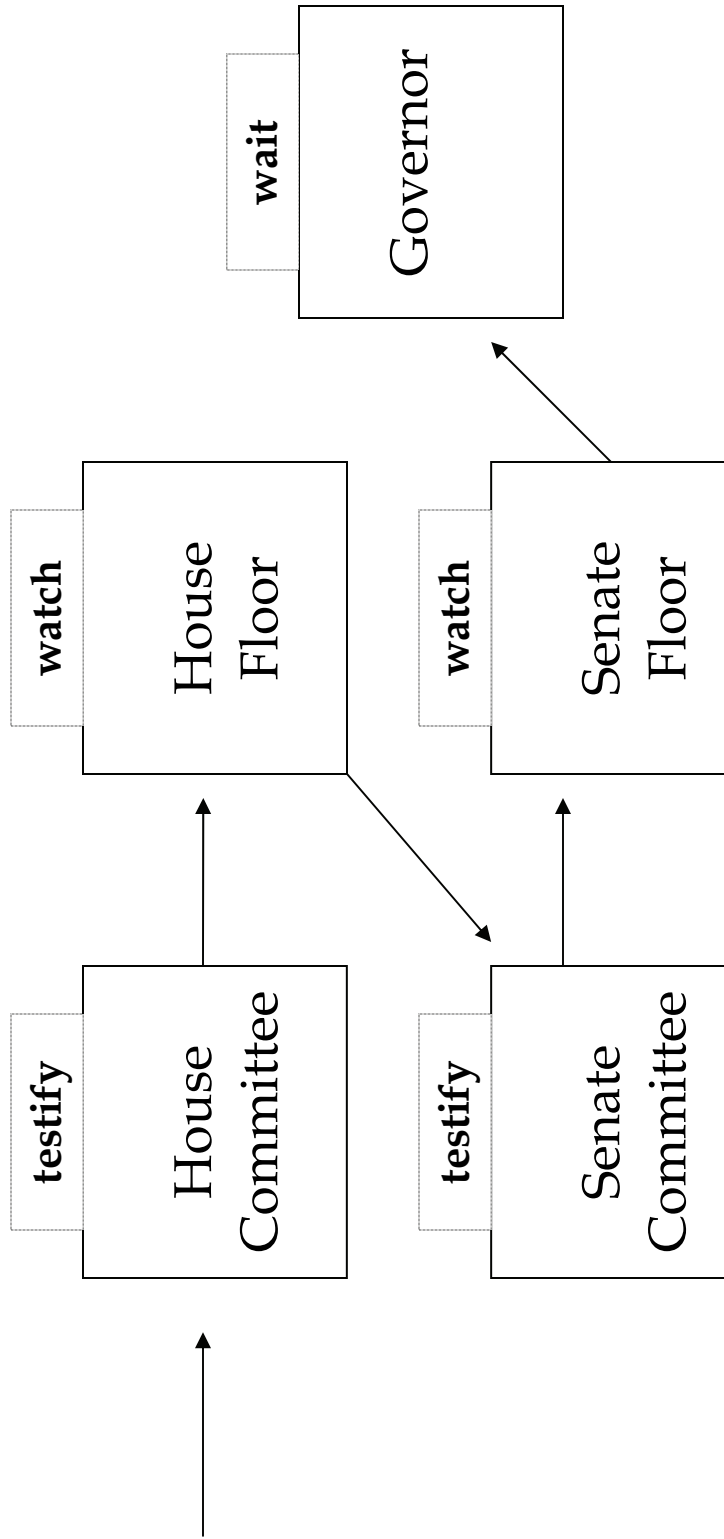 testify
House
Committee
watch
House
Floor
testify
Senate
Committee
watch
Senate
Floor
wait
Governor